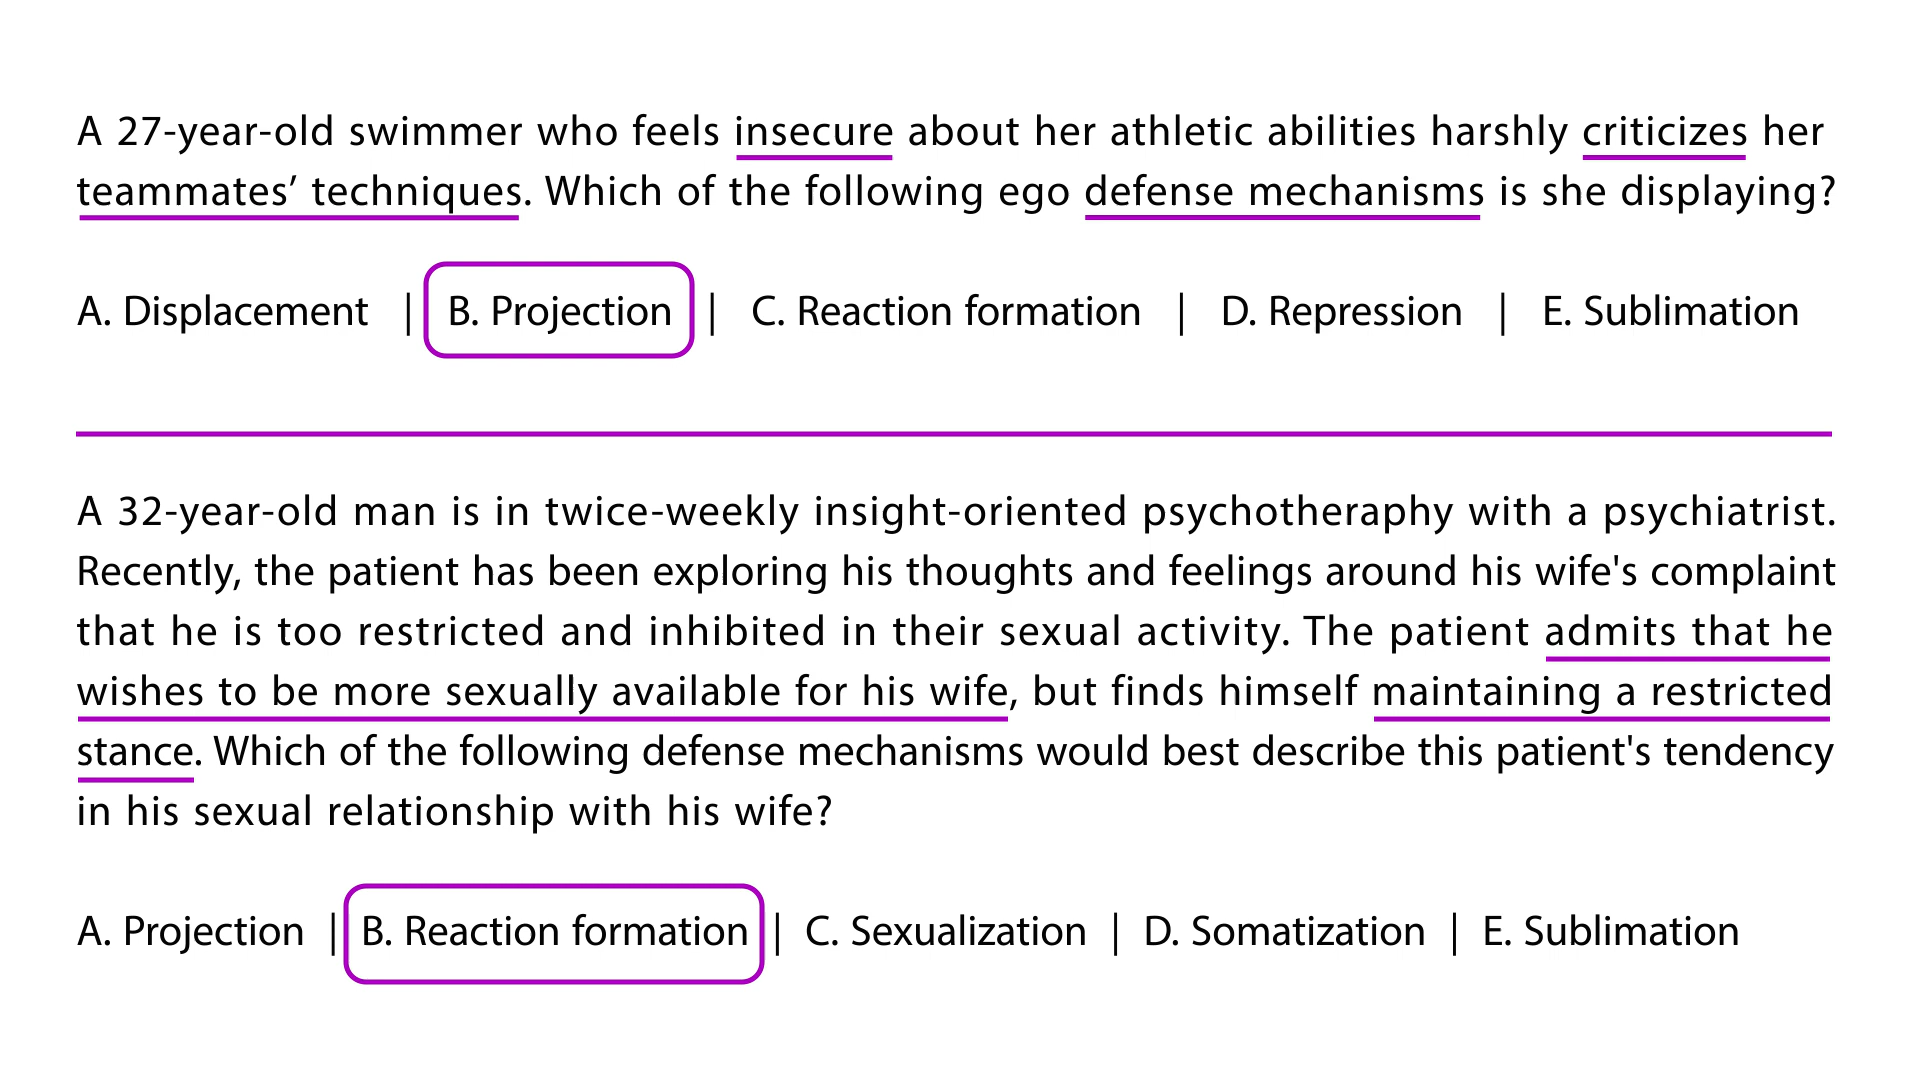 A 27-year-old swimmer who feels insecure about her athletic abilities harshly criticizes her
teammates’ techniques. Which of the following ego defense mechanisms is she displaying?
A. Displacement | B. Projection | C. Reaction formation | D. Repression | E. Sublimation
A 32-year-old man is in twice-weekly insight-oriented psychotheraphy with a psychiatrist.
Recently, the patient has been exploring his thoughts and feelings around his wife's complaint
that he is too restricted and inhibited in their sexual activity. The patient admits that he
wishes to be more sexually available for his wife, but finds himself maintaining a restricted
stance. Which of the following defense mechanisms would best describe this patient's tendency
in his sexual relationship with his wife?
A. Projection | B. Reaction formation | C. Sexualization | D. Somatization | E. Sublimation